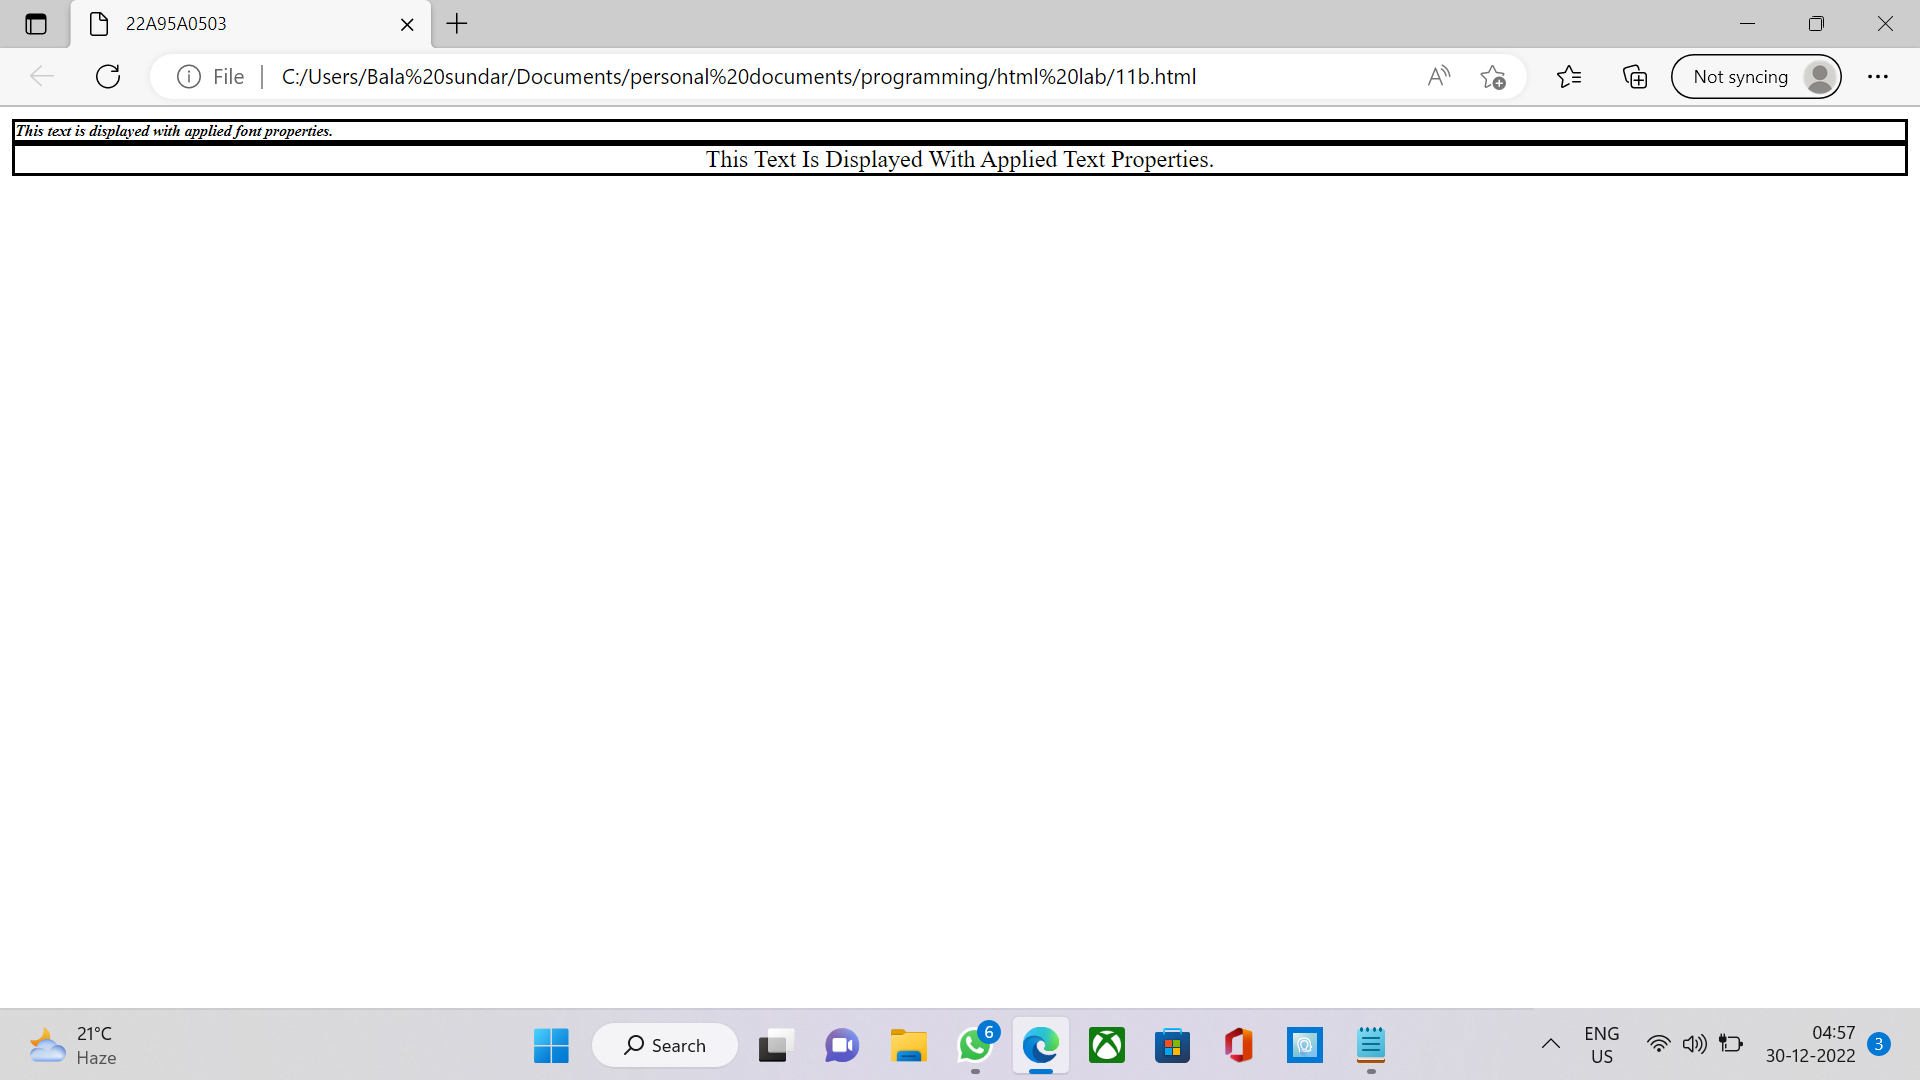 22A95A0503
File
C:/Users/Bala%20sundar/Documents/personal%20documents/programming/html%20lab/11b.html
Not syncing
This text is displayed with applied font properties.
This Text Is Displayed With Applied Text Properties.
21°C
Haze
Search
6
ENG
US
04:57
30-12-2022
3